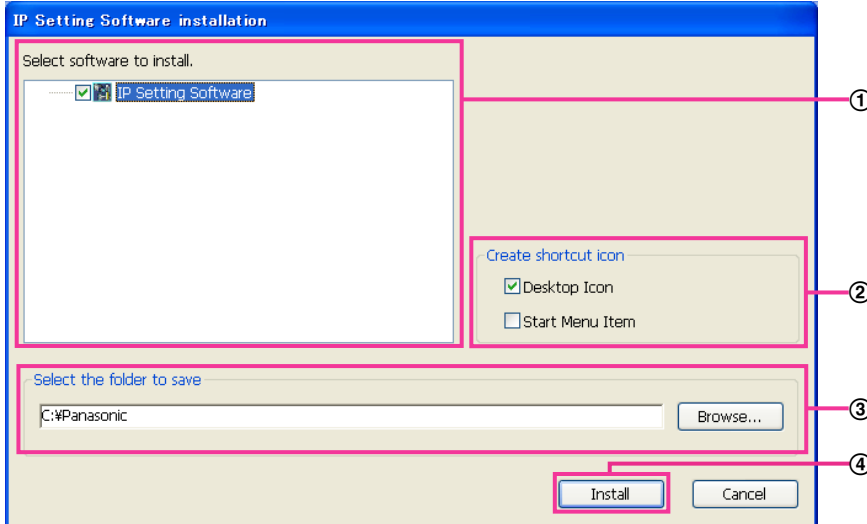 IP Setting Software installation
Select software to install.
IP Setting Software
①
Create shortcut icon
Desktop Icon
②
Start Menu Item
Select the folder to save
C:¥Panasonic
Browse...
③
④
Install
Cancel